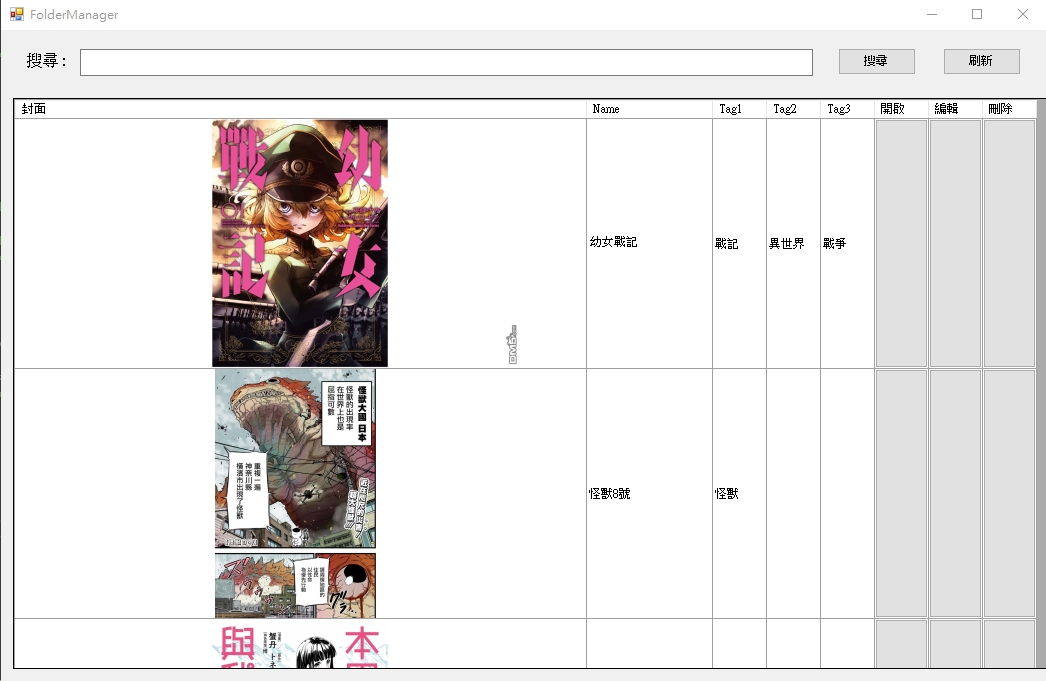 FolderManager
搜尋：
搜尋
刷新
封面
Name
Tag1
Tag2
Tag3
開啟
編輯
刪除
幼女
戰記
幼女戰記
戰記
異世界
戰爭
怪獸大國 日本
怪獸的出現率
在世界上也是
屈指可數
重複一遍
神奈川縣
橫濱市出現了怪獸
怪獸8號
怪獸
本
與
蟹丹